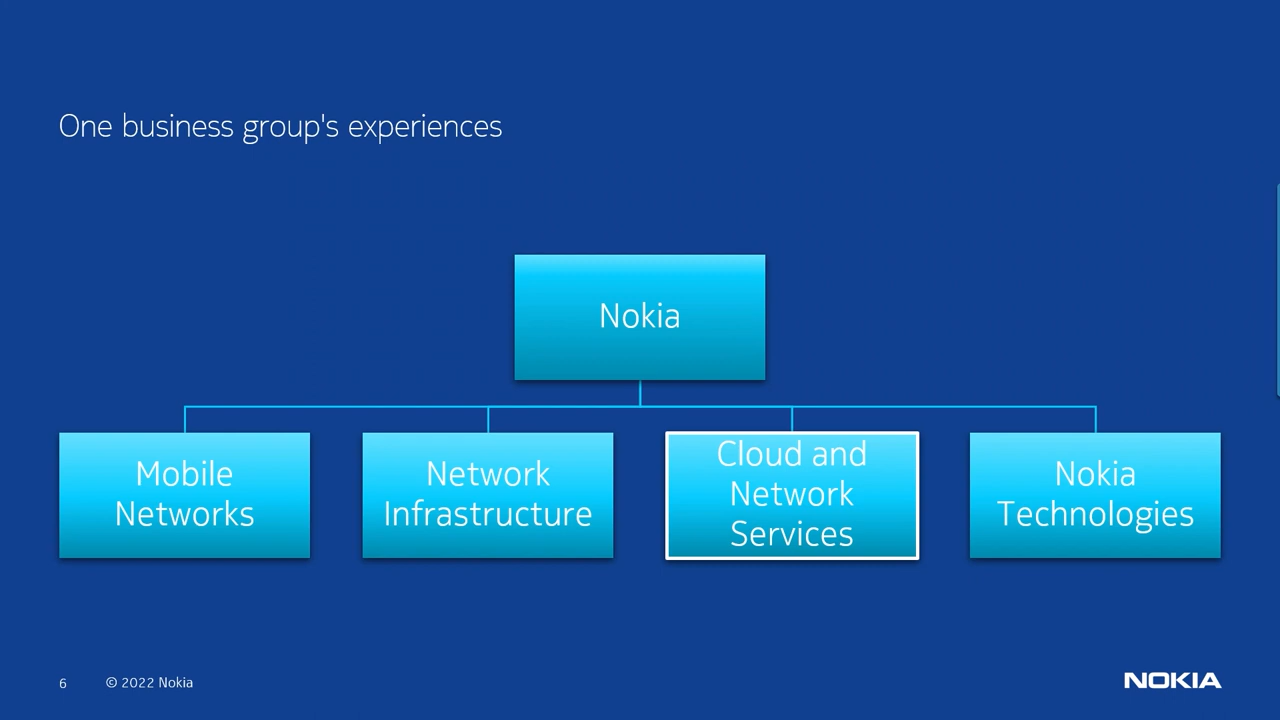 One business group's experiences
Nokia
Mobile
Networks
Network
Infrastructure
Cloud and
Network
Services
Nokia
Technologies
6
© 2022 Nokia
NOKIA